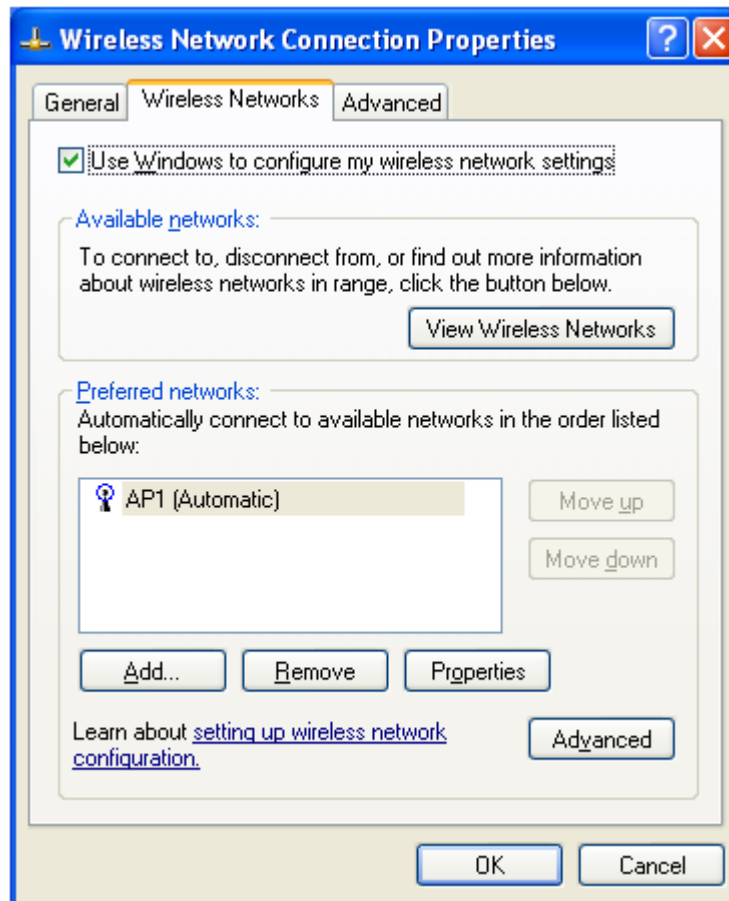 Wireless Network Connection Properties
General Wireless Networks Advanced
Use Windows to configure my wireless network settings
Available networks:
To connect to, disconnect from, or find out more information
about wireless networks in range, click the button below.
View Wireless Networks
Preferred networks:
Automatically connect to available networks in the order listed
below:
AP1 (Automatic)
Move up
Move down
Add... Remove Properties
Learn about setting up wireless network
configuration.
Advanced
OK Cancel